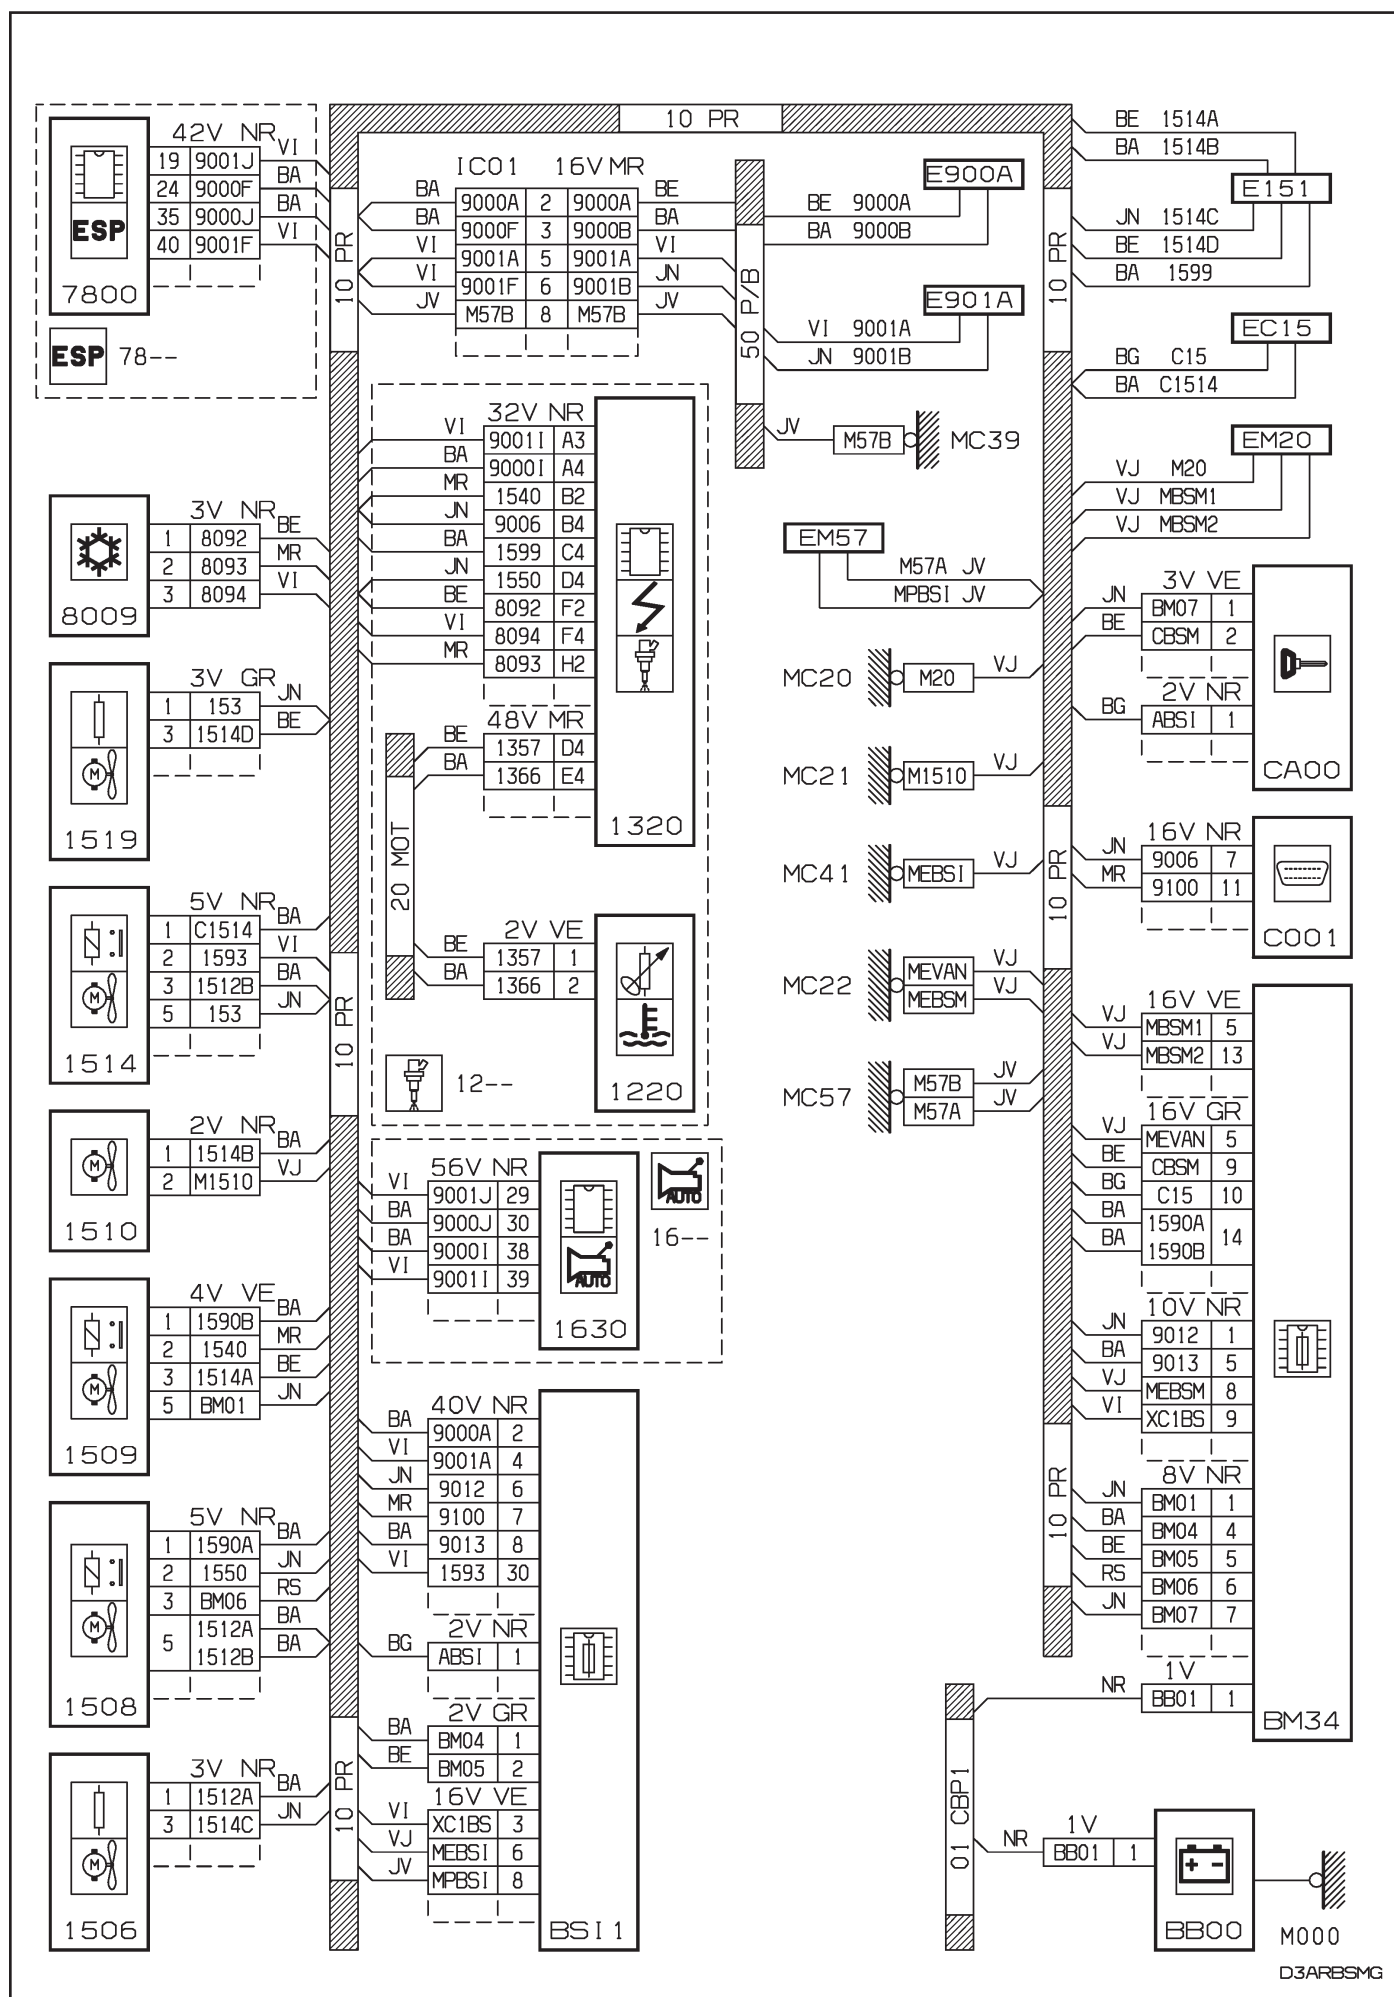 10 PR
42V NR
19 9001J VI
24 9000F BA
35 9000J BA
40 9001F VI
ESP
7800
ESP 78--
10 PR
IC01 16V MR
BA 9000A 2 9000A BE
BA 9000F 3 9000B BA
VI 9001A 5 9001A VI
VI 9001F 6 9001B JN
JV M57B 8 M57B JV
50 P/B
E900A
BE 9000A
BA 9000B
E901A
VI 9001A
JN 9001B
JV M57B MC39
BE 1514A
BA 1514B
E151
JN 1514C
BE 1514D
BA 1599
10 PR
EC15
BG C15
BA C1514
EM20
VJ M20
VJ MBSM1
VJ MBSM2
32V NR
VI 9001I A3
BA 9000I A4
MR 1540 B2
JN 9006 B4
BA 1599 C4
JN 1550 D4
BE 8092 F2
VI 8094 F4
MR 8093 H2
48V MR
BE 1357 D4
BA 1366 E4
1320
20 MOT
2V VE
BE 1357 1
BA 1366 2
1220
12--
3V NR
1 8092 BE
2 8093 MR
3 8094 VI
8009
3V GR
1 153 JN
3 1514D BE
M
1519
5V NR
1 C1514 BA
2 1593 VI
3 1512B BA
5 153 JN
M
1514
10 PR
2V NR
1 1514B BA
2 M1510 VJ
M
1510
4V VE
1 1590B BA
2 1540 MR
3 1514A BE
5 BM01 JN
M
1509
5V NR
1 1590A BA
2 1550 JN
3 BM06 RS
5 1512A BA
1512B BA
M
1508
3V NR
1 1512A BA
3 1514C JN
M
1506
10 PR
56V NR
VI 9001J 29
BA 9000J 30
BA 9000I 38
VI 9001I 39
AUTO
1630
AUTO
16--
40V NR
BA 9000A 2
VI 9001A 4
JN 9012 6
MR 9100 7
BA 9013 8
VI 1593 30
2V NR
BG ABSI 1
2V GR
BA BM04 1
BE BM05 2
16V VE
VI XC1BS 3
VJ MEBSI 6
JV MPBSI 8
BSI1
EM57
M57A JV
MPBSI JV
MC20 M20 VJ
MC21 M1510 VJ
MC41 MEBSI VJ
MC22 MEVAN VJ
MEBSM VJ
MC57 M57B JV
M57A JV
3V VE
JN BM07 1
BE CBSM 2
2V NR
BG ABSI 1
CA00
10 PR
16V NR
JN 9006 7
MR 9100 11
C001
16V VE
VJ MBSM1 5
VJ MBSM2 13
16V GR
VJ MEVAN 5
BE CBSM 9
BG C15 10
BA 1590A 14
BA 1590B
10V NR
JN 9012 1
BA 9013 5
VJ MEBSM 8
VI XC1BS 9
10 PR
8V NR
JN BM01 1
BA BM04 4
BE BM05 5
RS BM06 6
JN BM07 7
1V
NR BB01 1
BM34
01 CBP1
1V
NR BB01 1
+ -
BB00
M000
D3ARBSMG